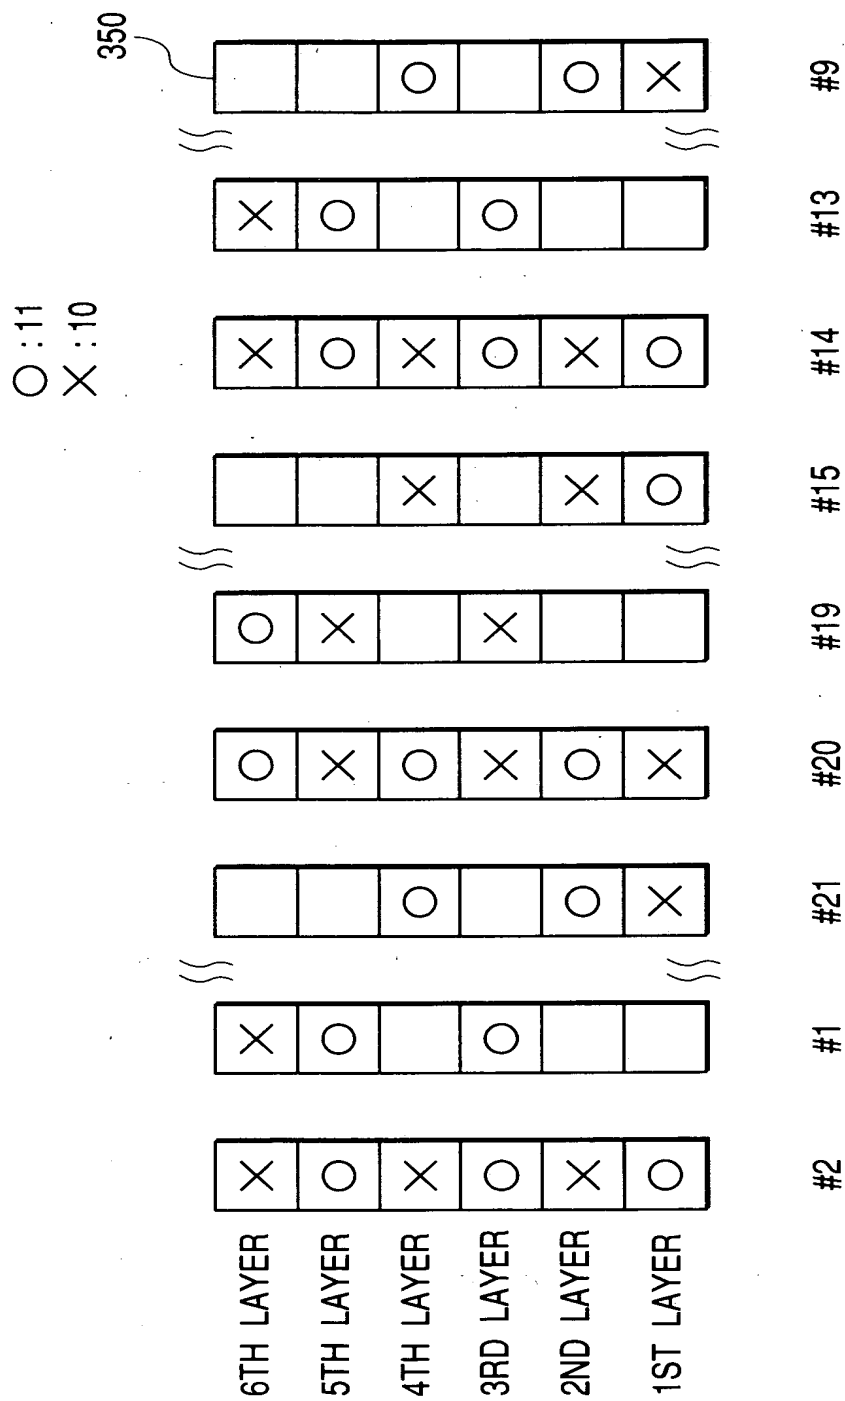 ○ : 11
× : 10
350
6TH LAYER
5TH LAYER
4TH LAYER
3RD LAYER
2ND LAYER
1ST LAYER
#2 #1 #21 #20 #19 #15 #14 #13 #9